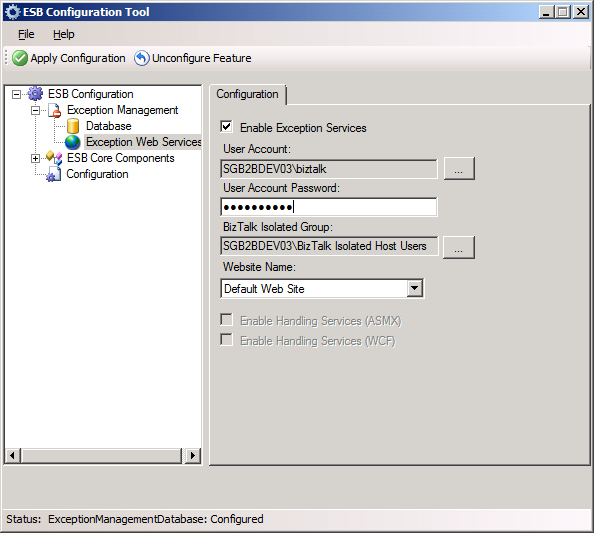 ESB Configuration Tool
File Help
Apply Configuration Unconfigure Feature
ESB Configuration
Exception Management
Database
Exception Web Services
ESB Core Components
Configuration
Configuration
Enable Exception Services
User Account:
SGB2BDEV03\biztalk ...
User Account Password:
●●●●●●●●●●
BizTalk Isolated Group:
SGB2BDEV03\BizTalk Isolated Host Users ...
Website Name:
Default Web Site
Enable Handling Services (ASMX)
Enable Handling Services (WCF)
Status: ExceptionManagementDatabase: Configured